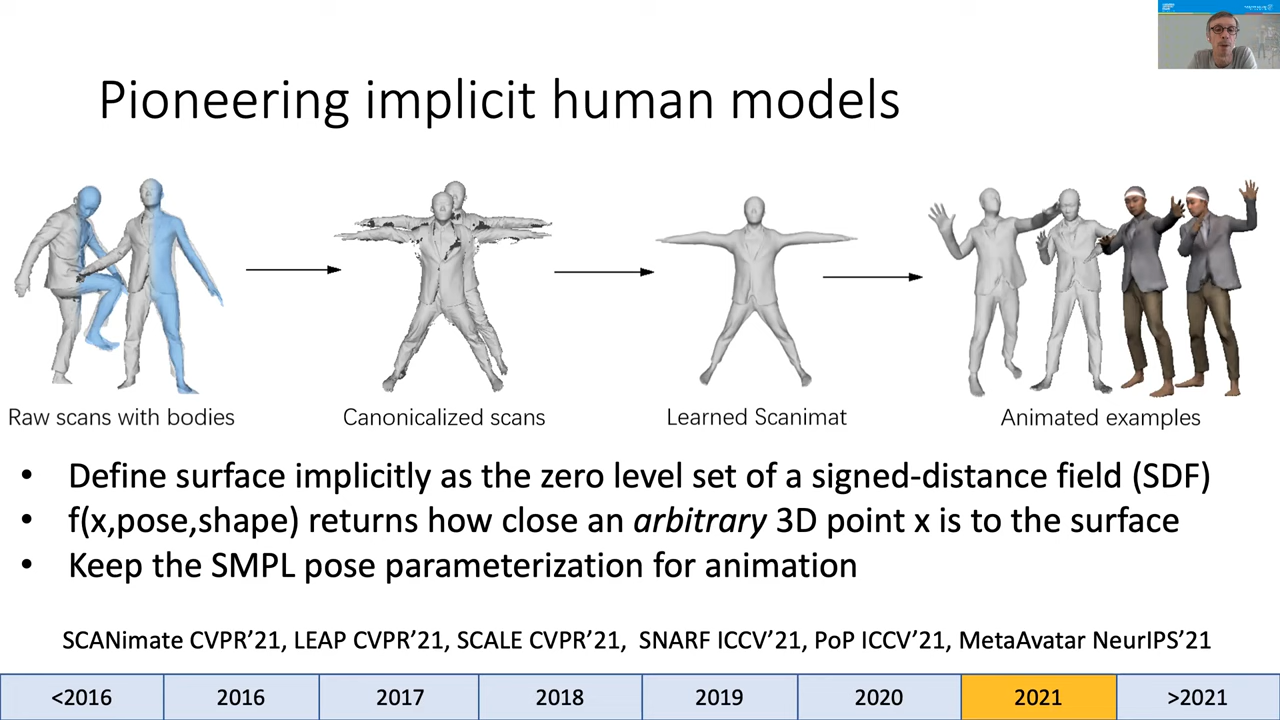 Pioneering implicit human models
Raw scans with bodies
Canonicalized scans
Learned Scanimat
Animated examples
• Define surface implicitly as the zero level set of a signed-distance field (SDF)
• f(x,pose,shape) returns how close an arbitrary 3D point x is to the surface
• Keep the SMPL pose parameterization for animation
SCANimate CVPR’21, LEAP CVPR’21, SCALE CVPR’21, SNARF ICCV’21, PoP ICCV’21, MetaAvatar NeurIPS’21
<2016 2016 2017 2018 2019 2020 2021 >2021